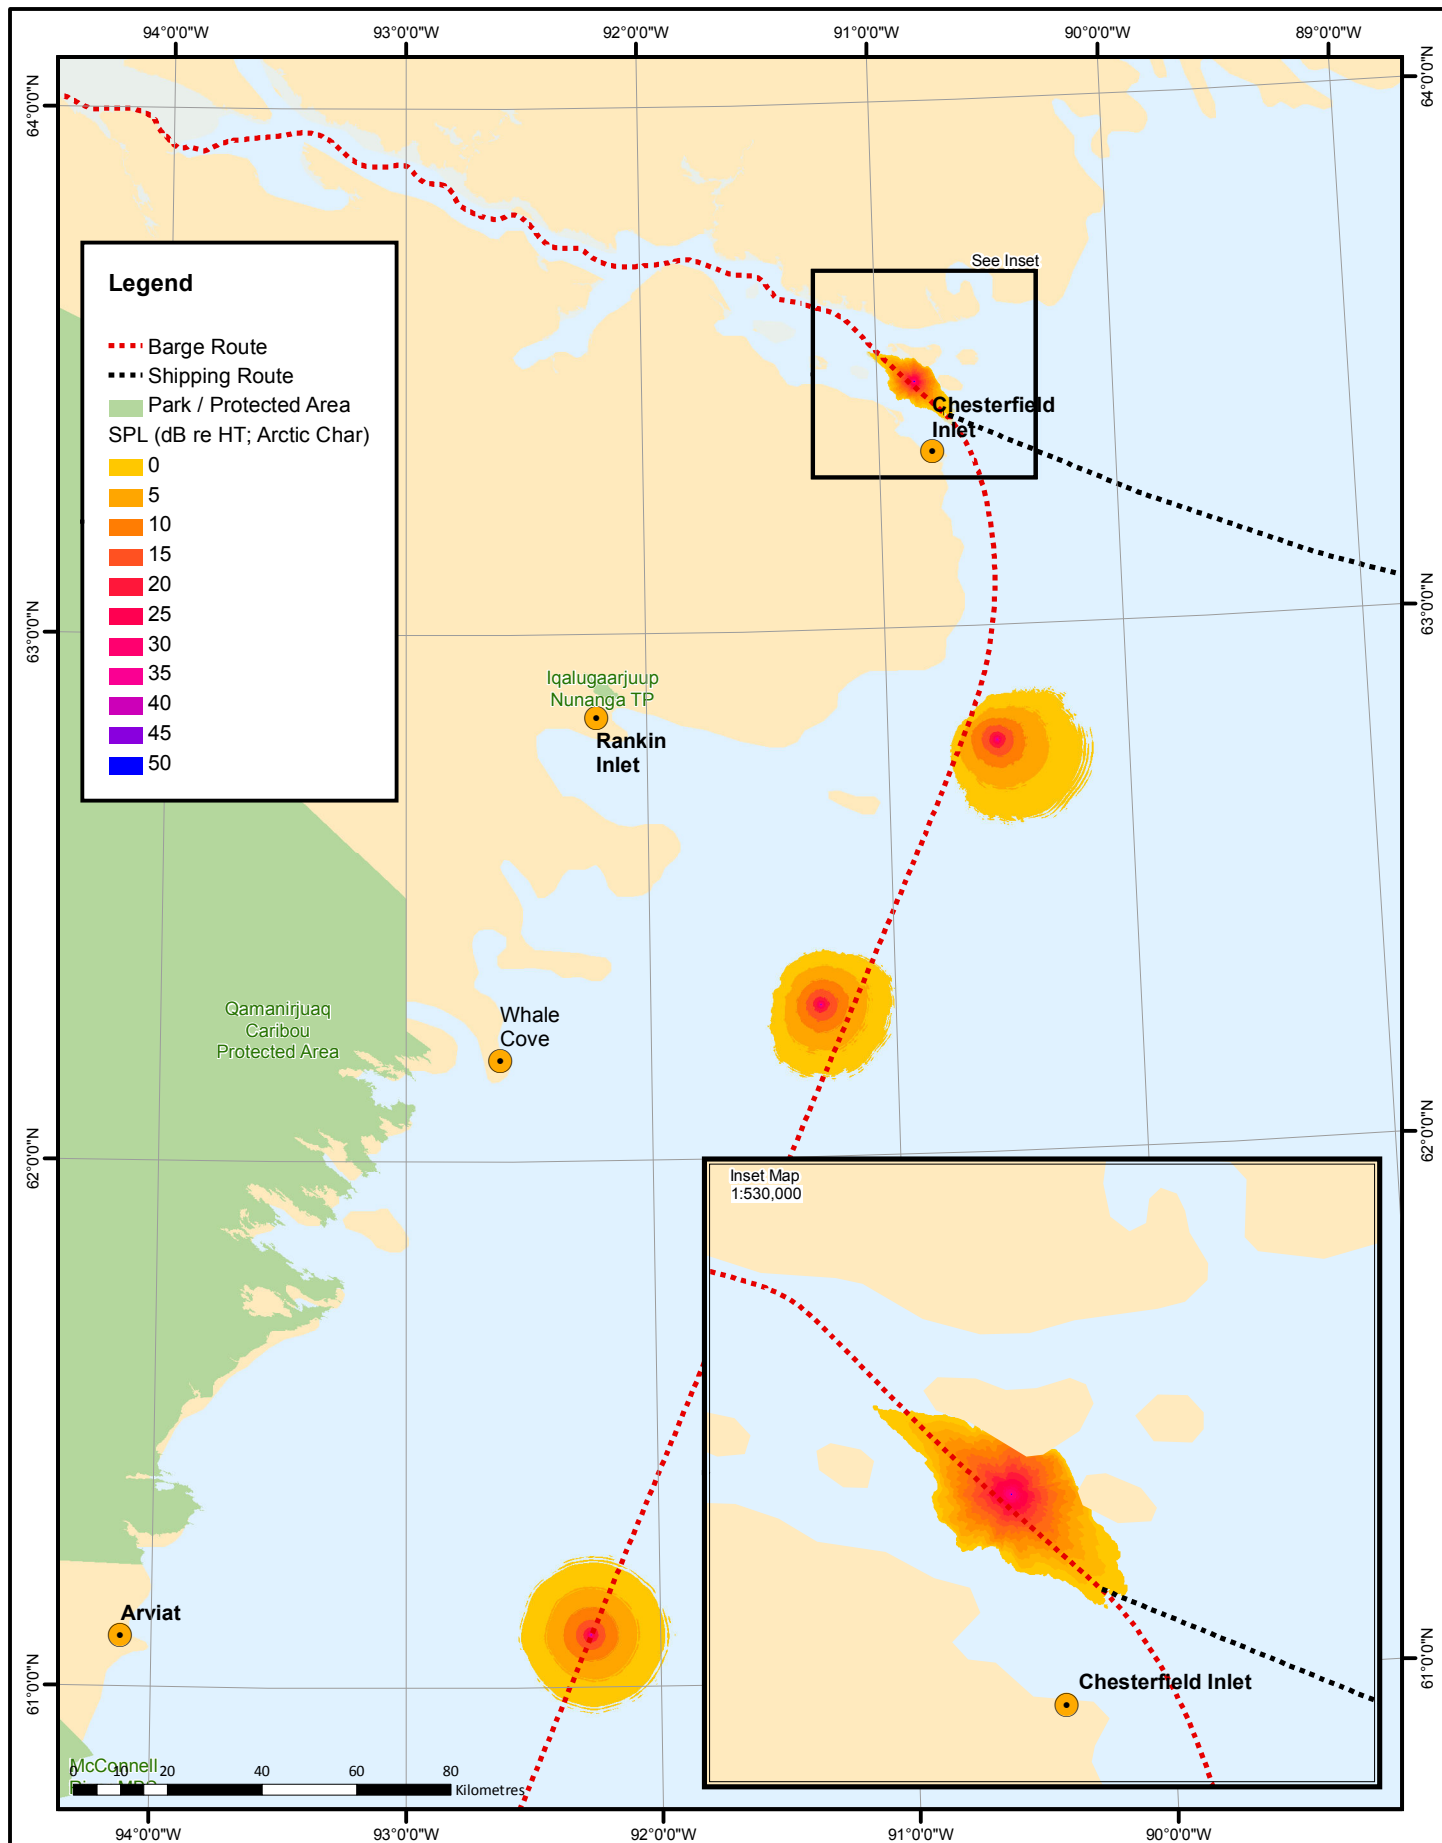 94°0'0"W
93°0'0"W
92°0'0"W
91°0'0"W
90°0'0"W
89°0'0"W
64°0'0"N
64°0'0"N
See Inset
Legend
Barge Route
Shipping Route
Park / Protected Area
SPL (dB re HT; Arctic Char)
0
5
10
15
20
25
30
35
40
45
50
Chesterfield
Inlet
63°0'0"N
63°0'0"N
Iqalugaarjuup
Nunanga TP
Rankin
Inlet
Qamanirjuaq
Caribou
Protected Area
Whale
Cove
62°0'0"N
62°0'0"N
Inset Map
1:530,000
Arviat
Chesterfield Inlet
61°0'0"N
61°0'0"N
McConnell
0 10 20 40 60 80
Kilometres
94°0'0"W
93°0'0"W
92°0'0"W
91°0'0"W
90°0'0"W